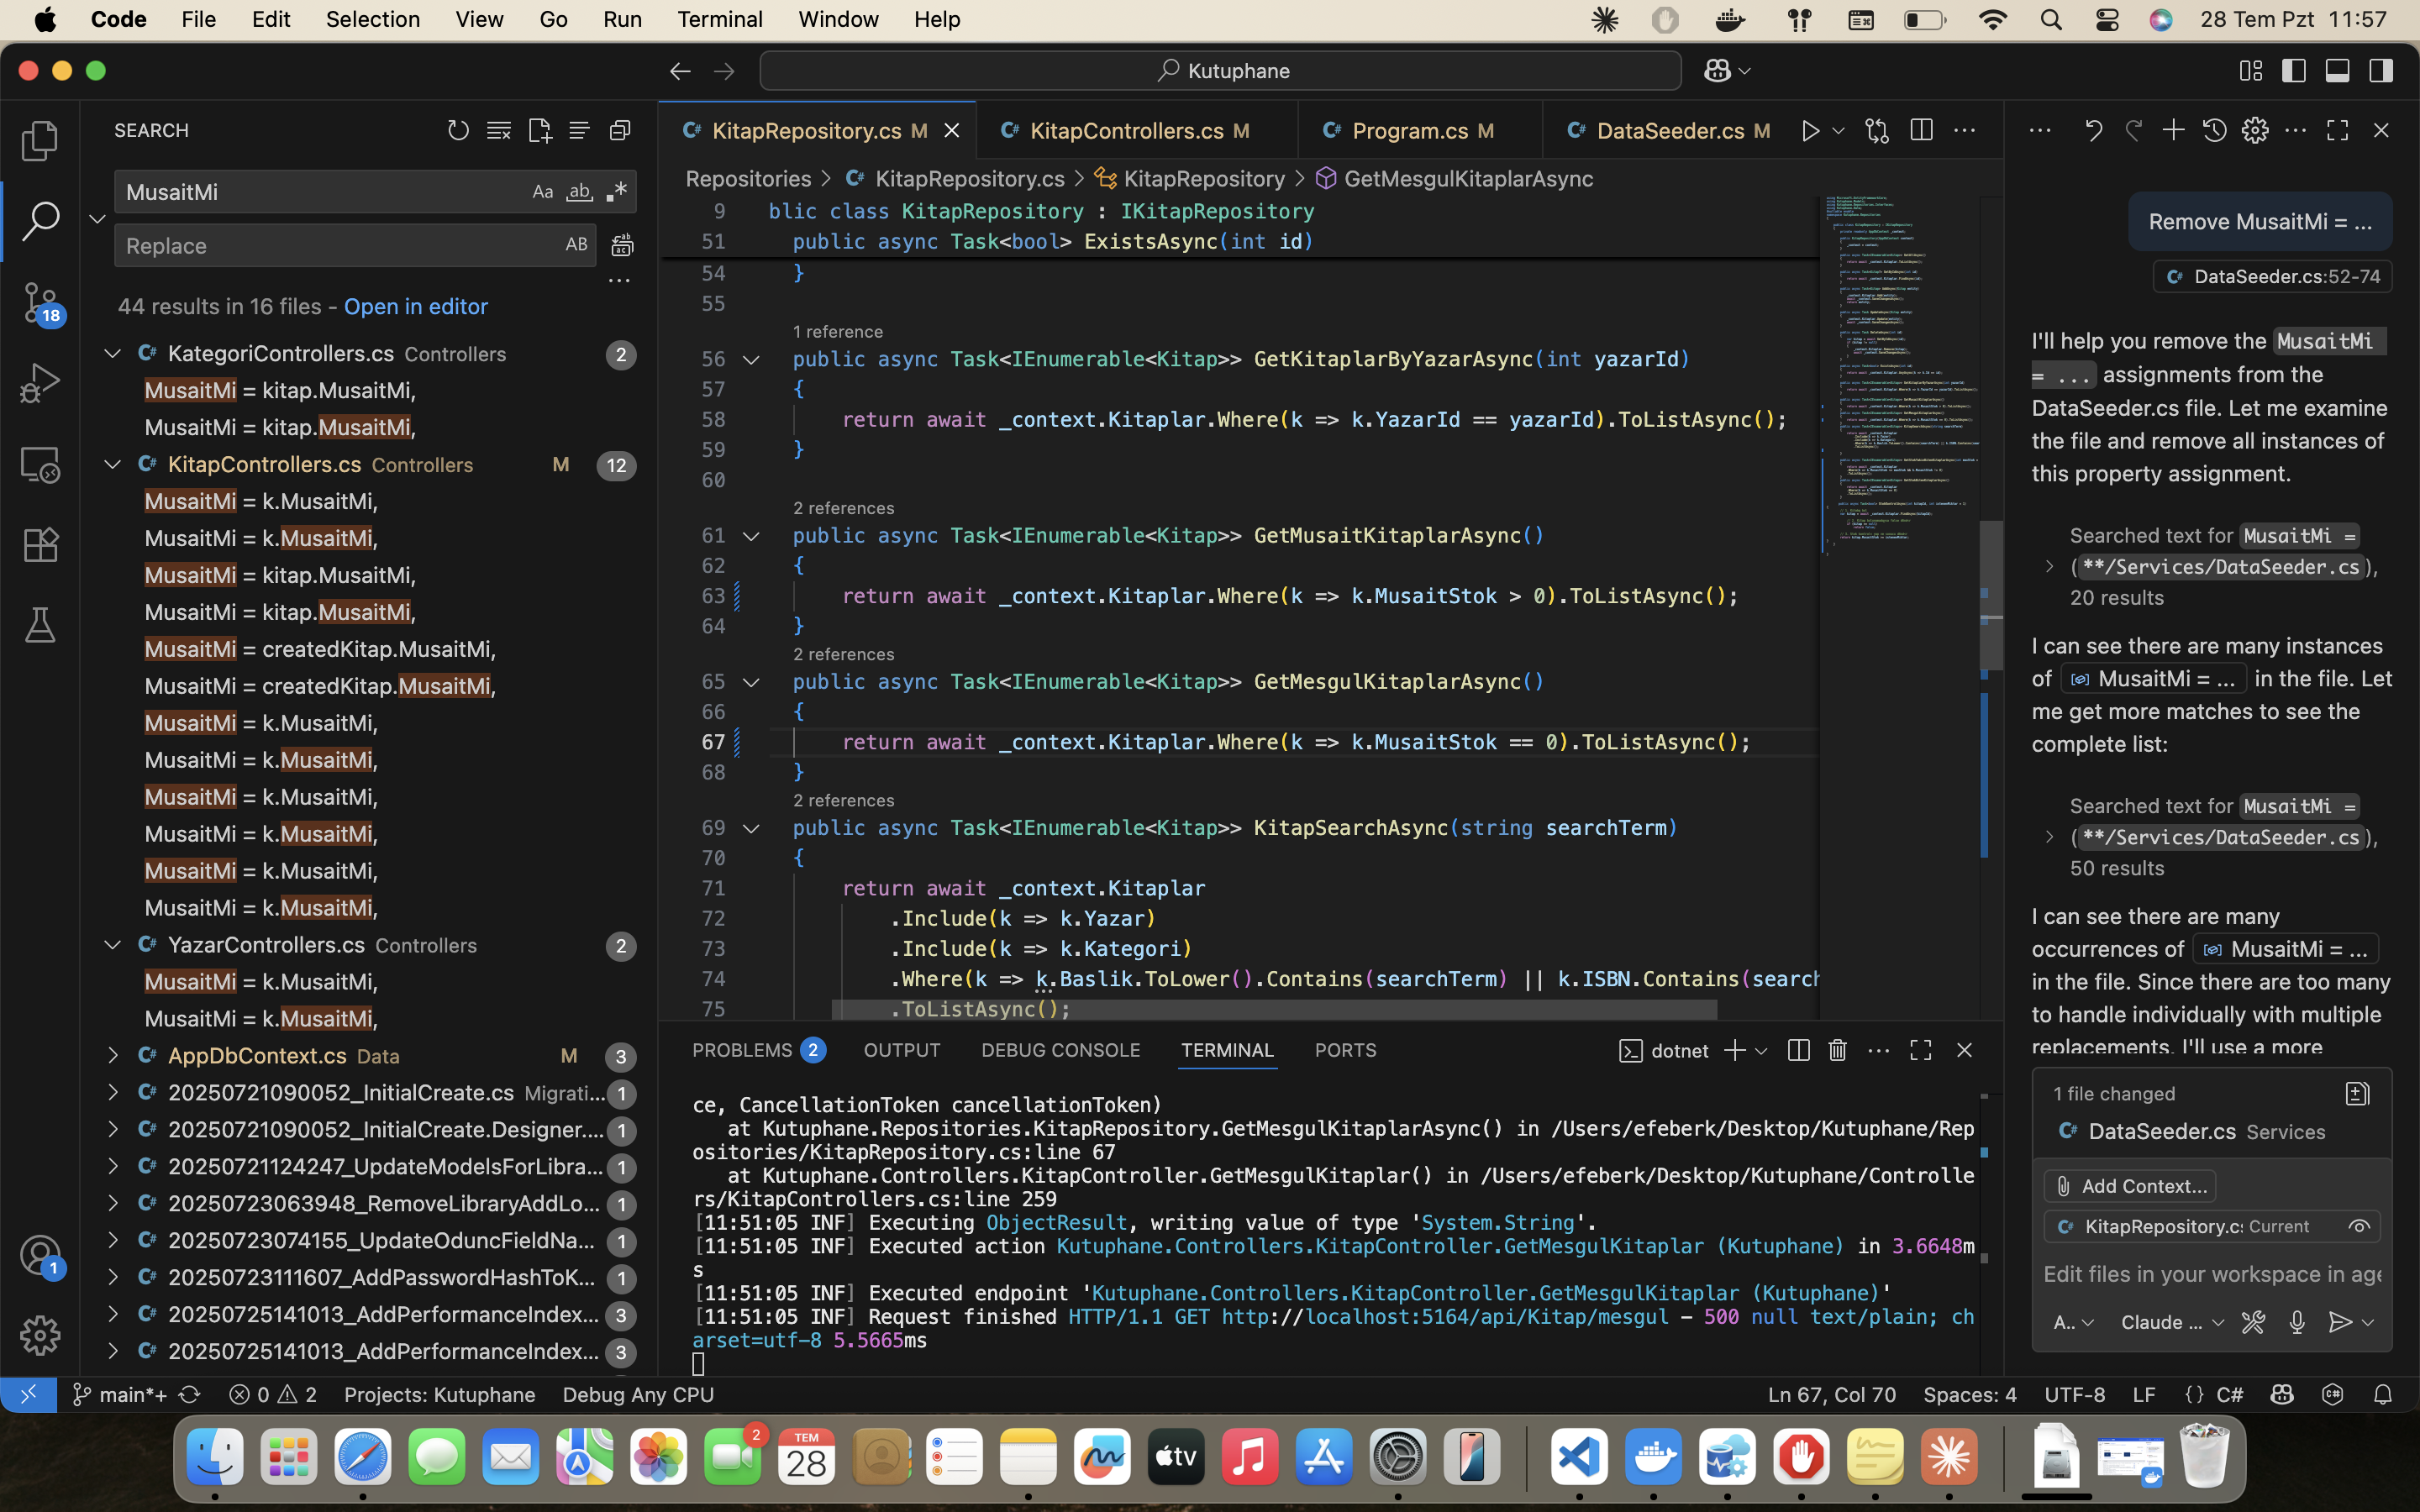 Code File Edit Selection View Go Run Terminal Window Help
28 Tem Pzt 11:57
Kutuphane
SEARCH
MusaitMi
Aa ab .*
Replace
AB
44 results in 16 files - Open in editor
KategoriControllers.cs Controllers 2
MusaitMi = kitap.MusaitMi,
MusaitMi = kitap.MusaitMi,
KitapControllers.cs Controllers M 12
MusaitMi = k.MusaitMi,
MusaitMi = k.MusaitMi,
MusaitMi = kitap.MusaitMi,
MusaitMi = kitap.MusaitMi,
MusaitMi = createdKitap.MusaitMi,
MusaitMi = createdKitap.MusaitMi,
MusaitMi = k.MusaitMi,
MusaitMi = k.MusaitMi,
MusaitMi = k.MusaitMi,
MusaitMi = k.MusaitMi,
MusaitMi = k.MusaitMi,
MusaitMi = k.MusaitMi,
YazarControllers.cs Controllers 2
MusaitMi = k.MusaitMi,
MusaitMi = k.MusaitMi,
AppDbContext.cs Data M 3
20250721090052_InitialCreate.cs Migrati... 1
20250721090052_InitialCreate.Designer.... 1
20250721124247_UpdateModelsForLibra... 1
20250723063948_RemoveLibraryAddLo... 1
20250723074155_UpdateOduncFieldNa... 1
20250723111607_AddPasswordHashToK... 1
20250725141013_AddPerformanceIndex... 3
20250725141013_AddPerformanceIndex... 3
18
1
KitapRepository.cs M
KitapControllers.cs M
Program.cs M
DataSeeder.cs M
Repositories > KitapRepository.cs > KitapRepository > GetMesgulKitaplarAsync
9 blic class KitapRepository : IKitapRepository
51 public async Task<bool> ExistsAsync(int id)
54 }
55
1 reference
56 public async Task<IEnumerable<Kitap>> GetKitaplarByYazarAsync(int yazarId)
57 {
58 return await _context.Kitaplar.Where(k => k.YazarId == yazarId).ToListAsync();
59 }
60
2 references
61 public async Task<IEnumerable<Kitap>> GetMusaitKitaplarAsync()
62 {
63 return await _context.Kitaplar.Where(k => k.MusaitStok > 0).ToListAsync();
64 }
2 references
65 public async Task<IEnumerable<Kitap>> GetMesgulKitaplarAsync()
66 {
67 return await _context.Kitaplar.Where(k => k.MusaitStok == 0).ToListAsync();
68 }
2 references
69 public async Task<IEnumerable<Kitap>> KitapSearchAsync(string searchTerm)
70 {
71 return await _context.Kitaplar
72 .Include(k => k.Yazar)
73 .Include(k => k.Kategori)
74 .Where(k => k.Baslik.ToLower().Contains(searchTerm) || k.ISBN.Contains(search
75 .ToListAsync();
PROBLEMS 2 OUTPUT DEBUG CONSOLE TERMINAL PORTS
dotnet
ce, CancellationToken cancellationToken)
at Kutuphane.Repositories.KitapRepository.GetMesgulKitaplarAsync() in /Users/efeberk/Desktop/Kutuphane/Rep
ositories/KitapRepository.cs:line 67
at Kutuphane.Controllers.KitapController.GetMesgulKitaplar() in /Users/efeberk/Desktop/Kutuphane/Controlle
rs/KitapControllers.cs:line 259
[11:51:05 INF] Executing ObjectResult, writing value of type 'System.String'.
[11:51:05 INF] Executed action Kutuphane.Controllers.KitapController.GetMesgulKitaplar (Kutuphane) in 3.6648m
s
[11:51:05 INF] Executed endpoint 'Kutuphane.Controllers.KitapController.GetMesgulKitaplar (Kutuphane)'
[11:51:05 INF] Request finished HTTP/1.1 GET http://localhost:5164/api/Kitap/mesgul - 500 null text/plain; ch
arset=utf-8 5.5665ms
Remove MusaitMi = ...
DataSeeder.cs:52-74
I'll help you remove the MusaitMi
= ... assignments from the
DataSeeder.cs file. Let me examine
the file and remove all instances of
this property assignment.
Searched text for MusaitMi =
(**/Services/DataSeeder.cs),
20 results
I can see there are many instances
of MusaitMi = ... in the file. Let
me get more matches to see the
complete list:
Searched text for MusaitMi =
(**/Services/DataSeeder.cs),
50 results
I can see there are many
occurrences of MusaitMi = ...
in the file. Since there are too many
to handle individually with multiple
replacements, I'll use a more
1 file changed
DataSeeder.cs Services
Add Context...
KitapRepository.c Current
Edit files in your workspace in age
A.. Claude ...
main*+ 0 2 Projects: Kutuphane Debug Any CPU
Ln 67, Col 70 Spaces: 4 UTF-8 LF {} C#
2
TEM
28
tv